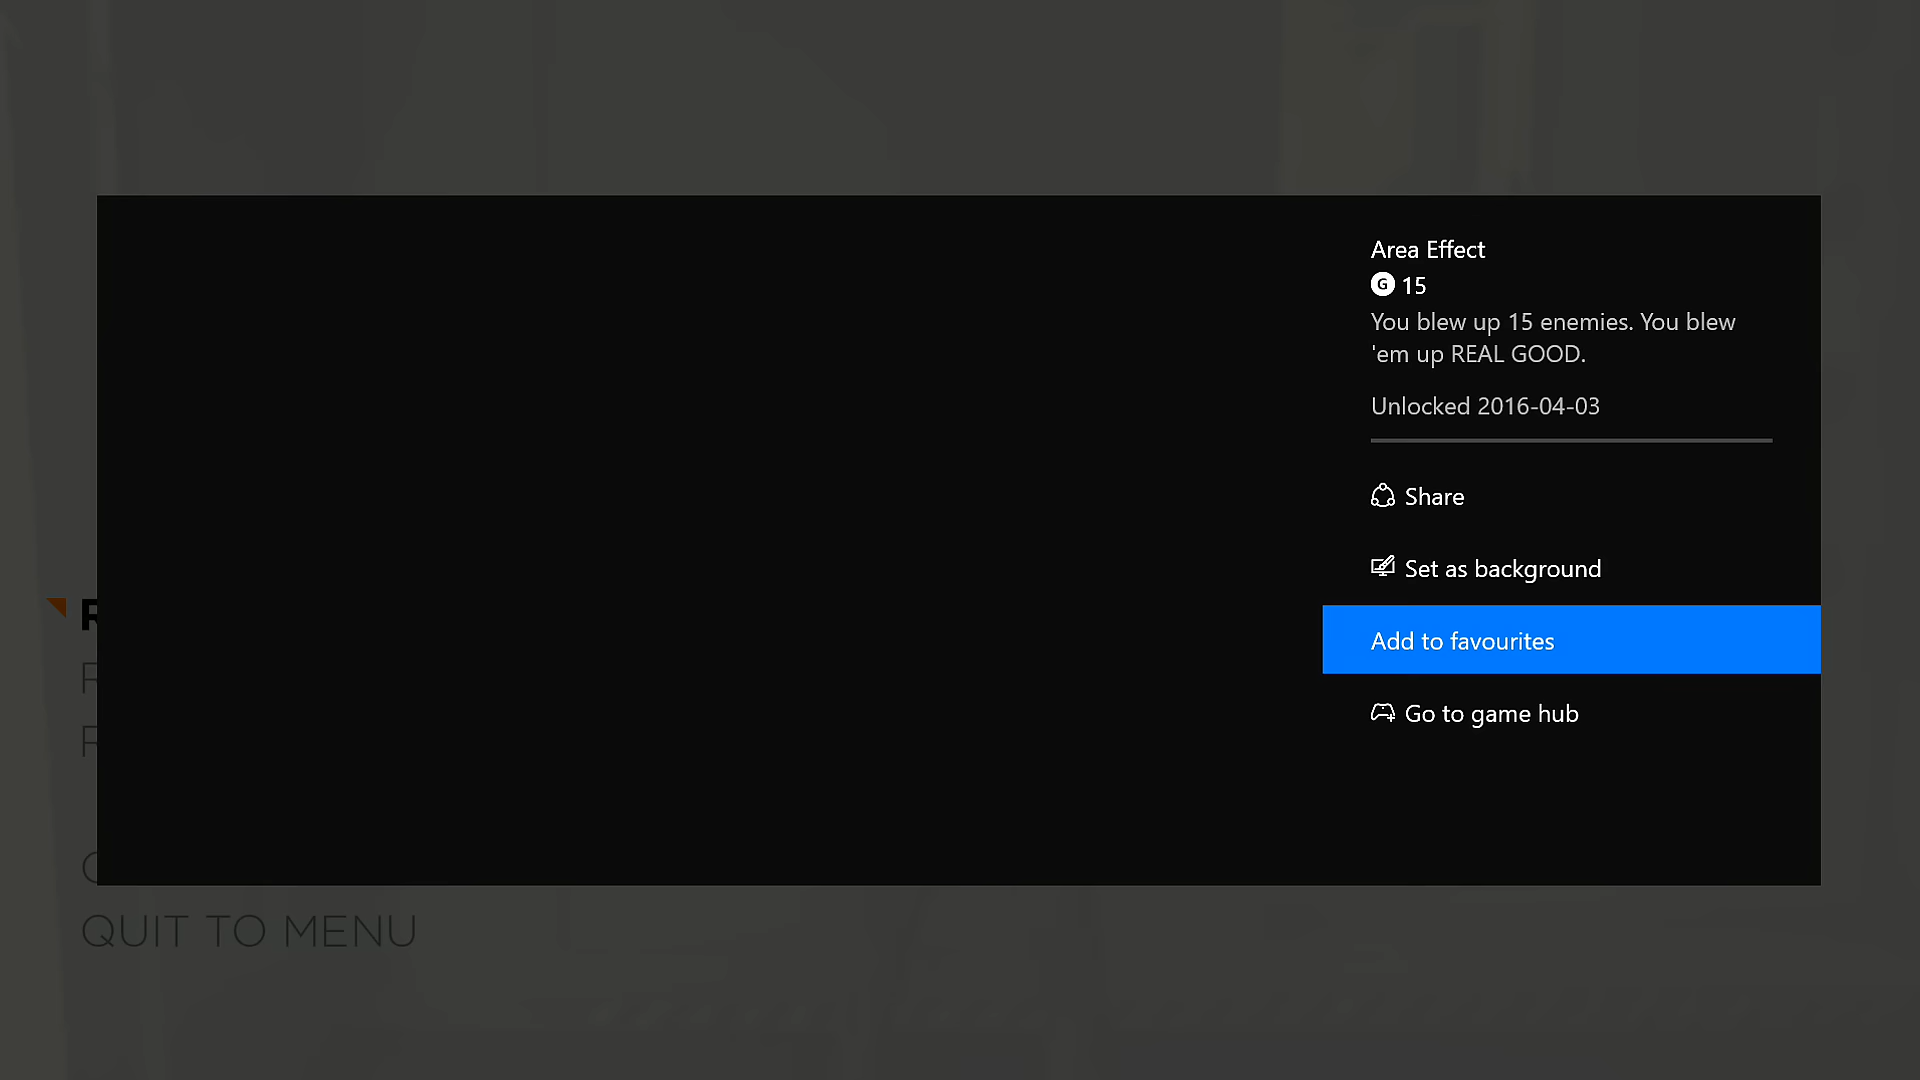 Area Effect
G 15
You blew up 15 enemies. You blew
'em up REAL GOOD.
Unlocked 2016-04-03
Share
Set as background
Add to favourites
Go to game hub
QUIT TO MENU